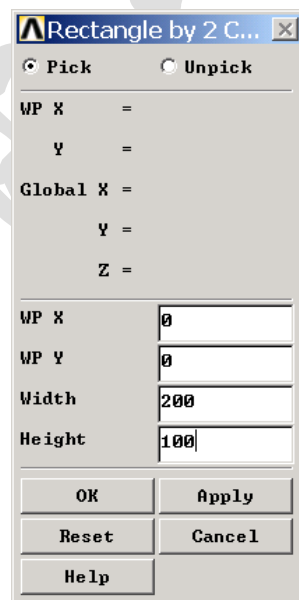 Rectangle by 2 C...
Pick Unpick
WP X =
Y =
Global X =
Y =
Z =
WP X 0
WP Y 0
Width 200
Height 100
OK Apply
Reset Cancel
Help